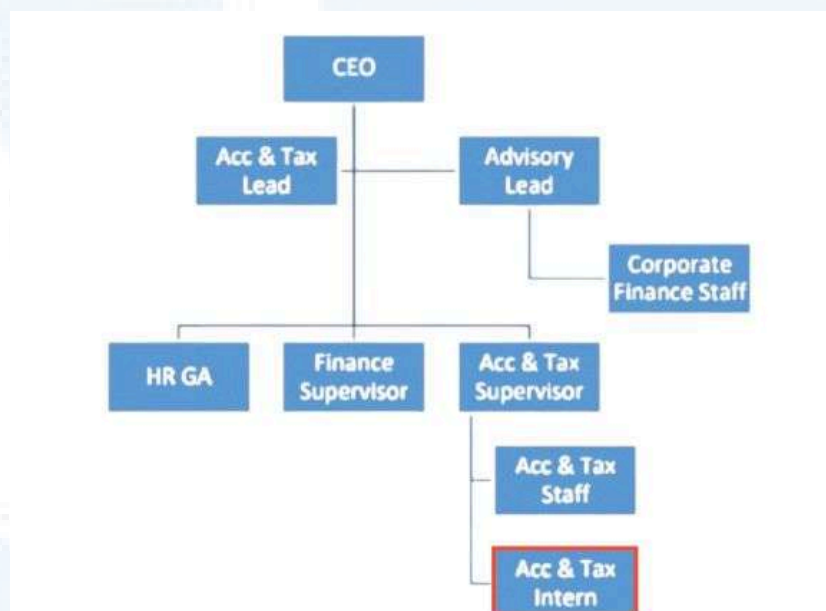 CEO
Acc & Tax
Lead
Advisory
Lead
Corporate
Finance Staff
HR GA
Finance
Supervisor
Acc & Tax
Supervisor
Acc & Tax
Staff
Acc & Tax
Intern